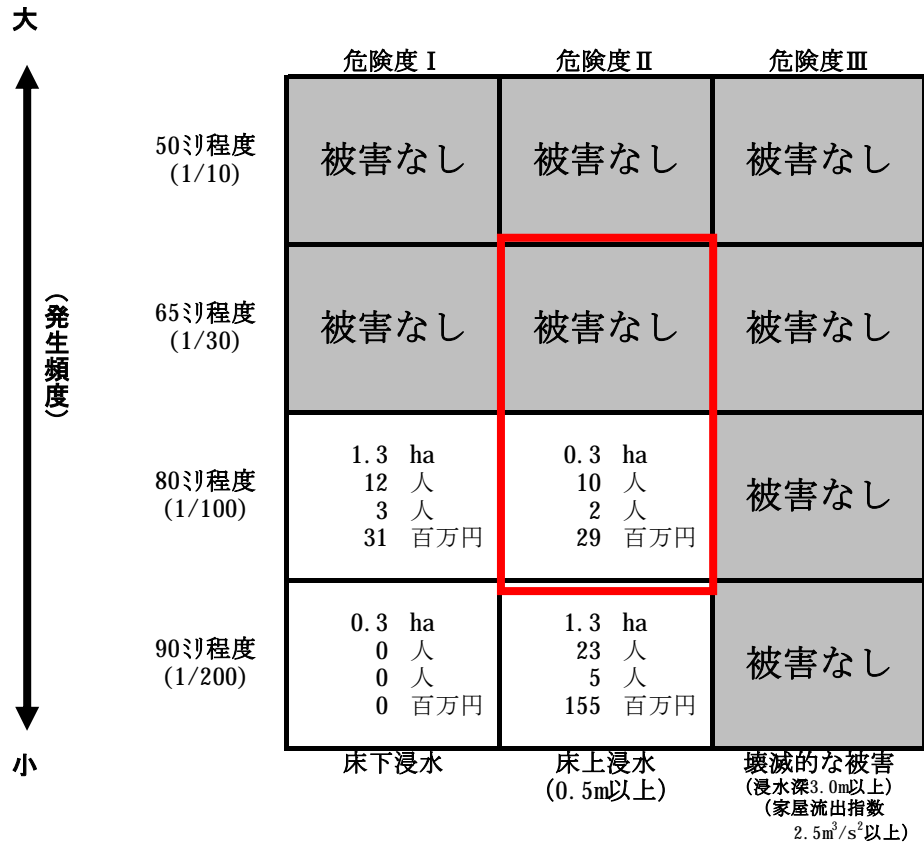 大
危険度Ⅰ 危険度Ⅱ 危険度Ⅲ
50ミリ程度
(1/10)
被害なし 被害なし 被害なし
(発生頻度)
65ミリ程度
(1/30)
被害なし 被害なし 被害なし
80ミリ程度
(1/100)
1.3 ha
12 人
3 人
31 百万円
0.3 ha
10 人
2 人
29 百万円
被害なし
90ミリ程度
(1/200)
0.3 ha
0 人
0 人
0 百万円
1.3 ha
23 人
5 人
155 百万円
被害なし
小
床下浸水
床上浸水
(0.5m以上)
壊滅的な被害
(浸水深3.0m以上)
(家屋流出指数
2.5m³/s²以上)